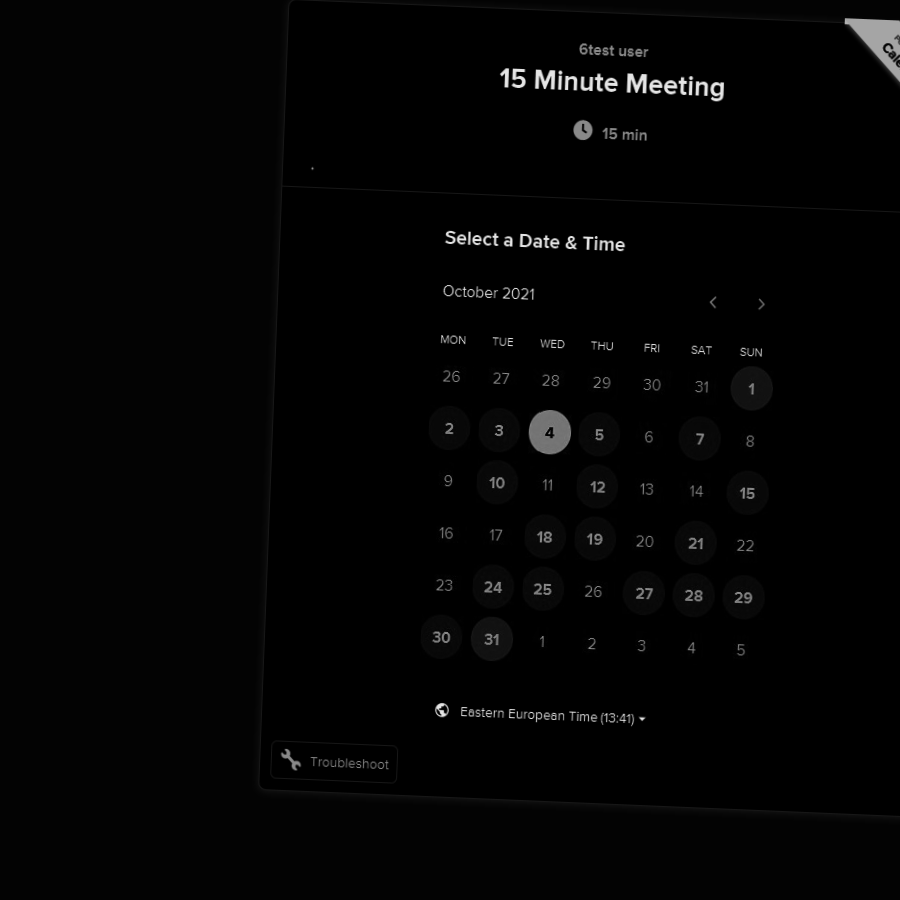 6test user
15 Minute Meeting
15 min
Select a Date & Time
October 2021
MON TUE WED THU FRI SAT SUN
26 27 28 29 30 31 1
2 3 4 5 6 7 8
9 10 11 12 13 14 15
16 17 18 19 20 21 22
23 24 25 26 27 28 29
30 31 1 2 3 4 5
Eastern European Time (13:41)
Troubleshoot